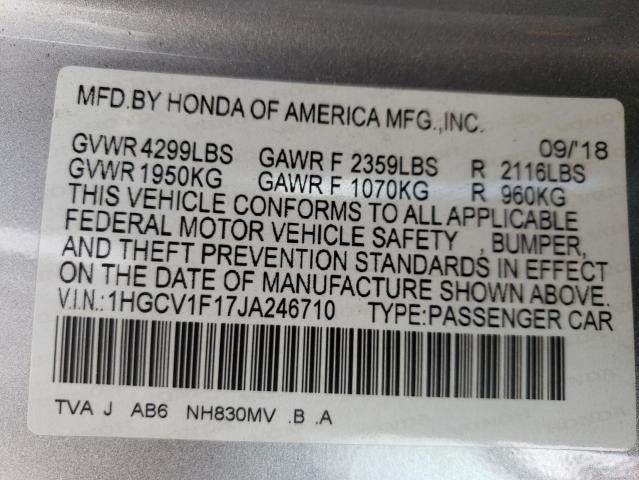 MFD.BY HONDA OF AMERICA MFG.,INC.
09/'18
GVWR 4299LBS GAWR F 2359LBS R 2116LBS
GVWR 1950KG GAWR F 1070KG R 960KG
THIS VEHICLE CONFORMS TO ALL APPLICABLE
FEDERAL MOTOR VEHICLE SAFETY , BUMPER,
AND THEFT PREVENTION STANDARDS IN EFFECT
ON THE DATE OF MANUFACTURE SHOWN ABOVE.
V.I.N.:1HGCV1F17JA246710 TYPE:PASSENGER CAR
TVA J AB6 NH830MV .B .A